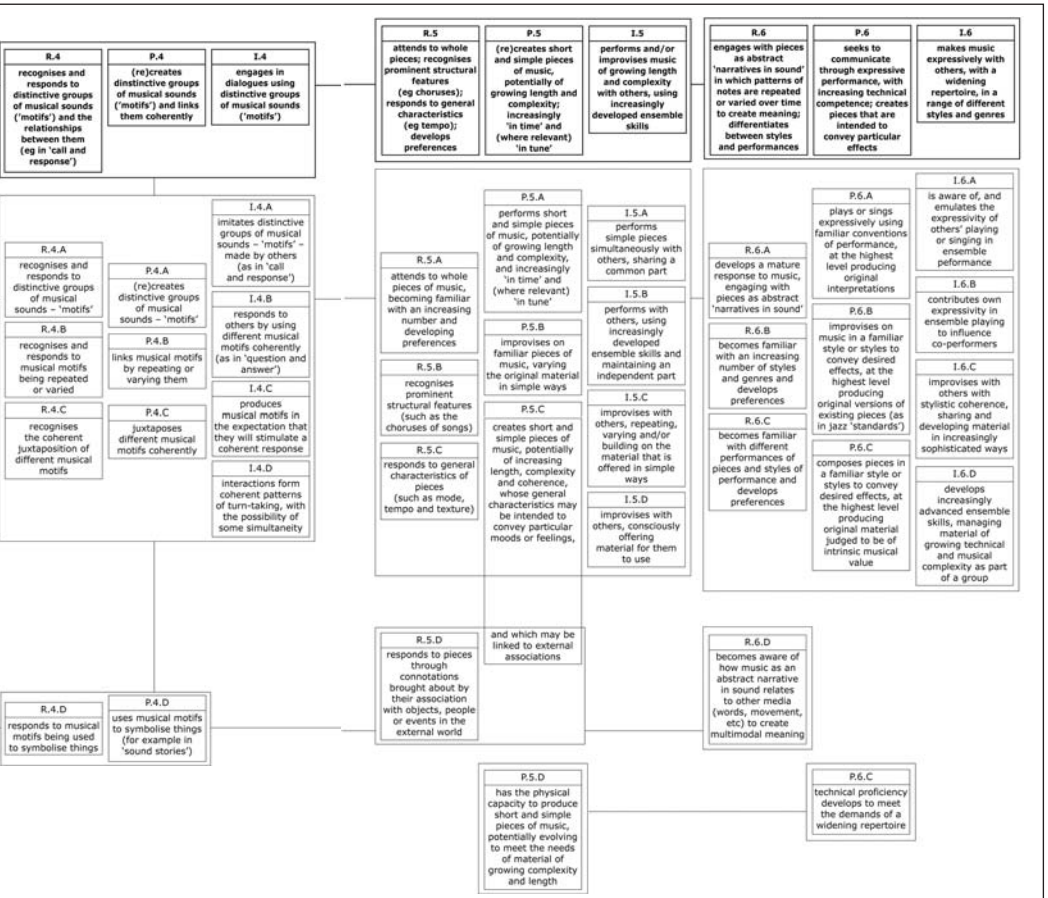 R.4
recognises and
responds to
distinctive groups
of musical sounds
(‘motifs’) and the
relationships
between them
(eg in ‘call and
response’)
P.4
(re)creates
dinstinctive groups
of musical sounds
(‘motifs’) and links
them coherently
I.4
engages in
dialogues using
distinctive groups
of musical sounds
(‘motifs’)
R.5
attends to whole
pieces; recognises
prominent structural
features
(eg choruses);
responds to general
characteristics
(eg tempo);
develops
preferences
P.5
(re)creates short
and simple pieces
of music,
potentially of
growing length and
complexity;
increasingly
‘in time’ and
(where relevant)
‘in tune’
I.5
performs and/or
improvises music
of growing length
and complexity
with others, using
increasingly
developed ensemble
skills
R.6
engages with pieces
as abstract
‘narratives in sound’
in which patterns of
notes are repeated
or varied over time
to create meaning;
differentiates
between styles
and performances
P.6
seeks to
communicate
through expressive
performance, with
increasing technical
competence; creates
pieces that are
intended to
convey particular
effects
I.6
makes music
expressively with
others, with a
widening
repertoire, in a
range of different
styles and genres
R.4.A
recognises and
responds to
distinctive groups
of musical
sounds – ‘motifs’
R.4.B
recognises and
responds to
musical motifs
being repeated
or varied
R.4.C
recognises
the coherent
juxtaposition of
different musical
motifs
P.4.A
(re)creates
distinctive groups
of musical
sounds – ‘motifs’
P.4.B
links musical motifs
by repeating or
varying them
P.4.C
juxtaposes
different musical
motifs coherently
I.4.A
imitates distinctive
groups of musical
sounds – ‘motifs’ –
made by others
(as in ‘call
and response’)
I.4.B
responds to
others by using
different musical
motifs coherently
(as in ‘question and
answer’)
I.4.C
produces
musical motifs in
the expectation that
they will stimulate a
coherent response
I.4.D
interactions form
coherent patterns
of turn-taking, with
the possibility of
some simultaneity
R.5.A
attends to whole
pieces of music,
becoming familiar
with an increasing
number and
developing
preferences
R.5.B
recognises
prominent
structural features
(such as the
choruses of songs)
R.5.C
responds to general
characteristics of
pieces
(such as mode,
tempo and texture)
P.5.A
performs short
and simple pieces
of music, potentially
of growing length
and complexity,
and increasingly
‘in time’ and
(where relevant)
‘in tune’
P.5.B
improvises on
familiar pieces of
music, varying
the original material
in simple ways
P.5.C
creates short and
simple pieces of
music, potentially
of increasing
length, complexity
and coherence,
whose general
characteristics may
be intended to
convey particular
moods or feelings,
and which may be
linked to external
associations
I.5.A
performs
simple pieces
simultaneously with
others, sharing a
common part
I.5.B
performs with
others, using
increasingly
developed
ensemble skills and
maintaining an
independent part
I.5.C
improvises with
others, repeating,
varying and/or
building on the
material that is
offered in simple
ways
I.5.D
improvises with
others, consciously
offering
material for them
to use
R.6.A
develops a mature
response to music,
engaging with
pieces as abstract
‘narratives in sound’
R.6.B
becomes familiar
with an increasing
number of styles
and genres and
develops
preferences
R.6.C
becomes familiar
with different
performances of
pieces and styles of
performance and
develops
preferences
P.6.A
plays or sings
expressively using
familiar conventions
of performance,
at the highest
level producing
original
interpretations
P.6.B
improvises on
music in a familiar
style or styles to
convey desired
effects, at the
highest level
producing
original versions of
existing pieces (as
in jazz ‘standards’)
P.6.C
composes pieces in
a familiar style or
styles to convey
desired effects, at
the highest level
producing
original material
judged to be of
intrinsic musical
value
I.6.A
is aware of, and
emulates the
expressivity of
others’ playing
or singing in
ensemble
peformance
I.6.B
contributes own
expressivity in
ensemble playing
to influence
co-performers
I.6.C
improvises with
others with
stylistic coherence,
sharing and
developing material
in increasingly
sophisticated ways
I.6.D
develops
increasingly
advanced ensemble
skills, managing
material of
growing technical
and musical
complexity as part
of a group
R.4.D
responds to musical
motifs being used
to symbolise things
P.4.D
uses musical motifs
to symbolise things
(for example in
‘sound stories’)
R.5.D
responds to pieces
through
connotations
brought about by
their association
with objects, people
or events in the
external world
R.6.D
becomes aware of
how music as an
abstract narrative
in sound relates
to other media
(words, movement,
etc) to create
multimodal meaning
P.5.D
has the physical
capacity to produce
short and simple
pieces of music,
potentially evolving
to meet the needs
of material of
growing complexity
and length
P.6.C
technical proficiency
develops to meet
the demands of a
widening repertoire